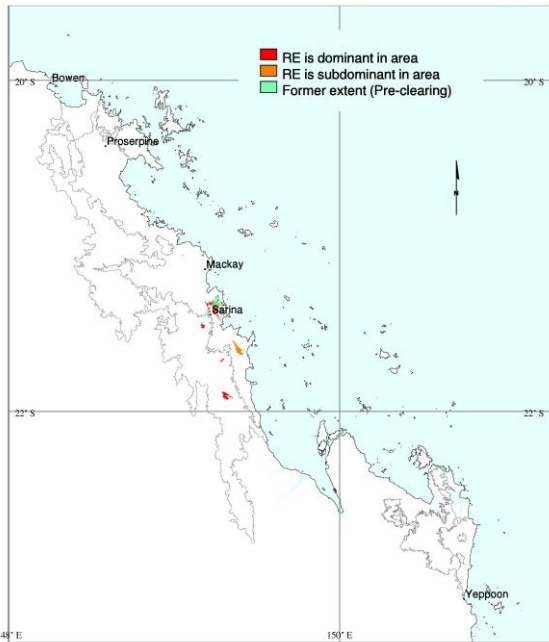 RE is dominant in area
RE is subdominant in area
Former extent (Pre-clearing)
20° S
20° S
Bowen
Proserpine
N
Mackay
Sarina
22° S
22° S
Yeppoon
48° E
150° E